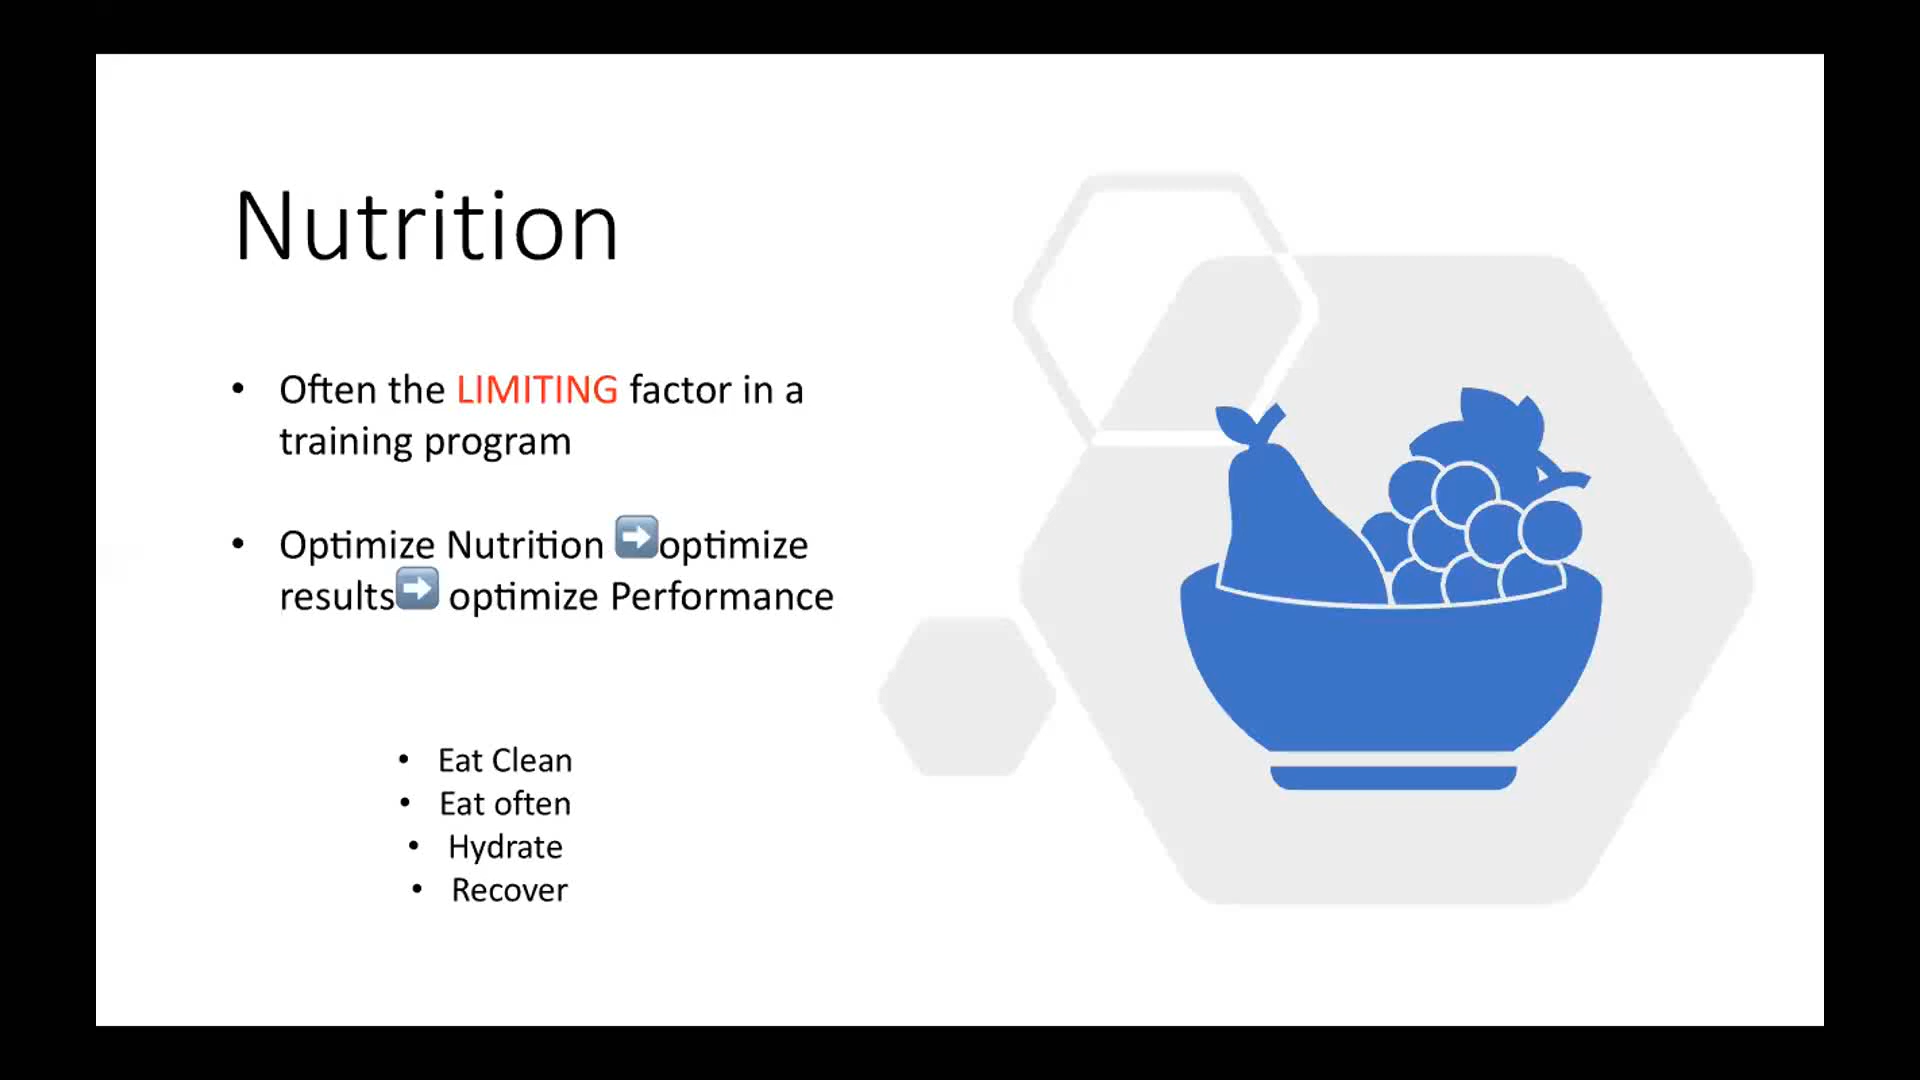 Nutrition
• Often the LIMITING factor in a
training program
• Optimize Nutrition ➡️optimize
results➡️ optimize Performance
• Eat Clean
• Eat often
• Hydrate
• Recover